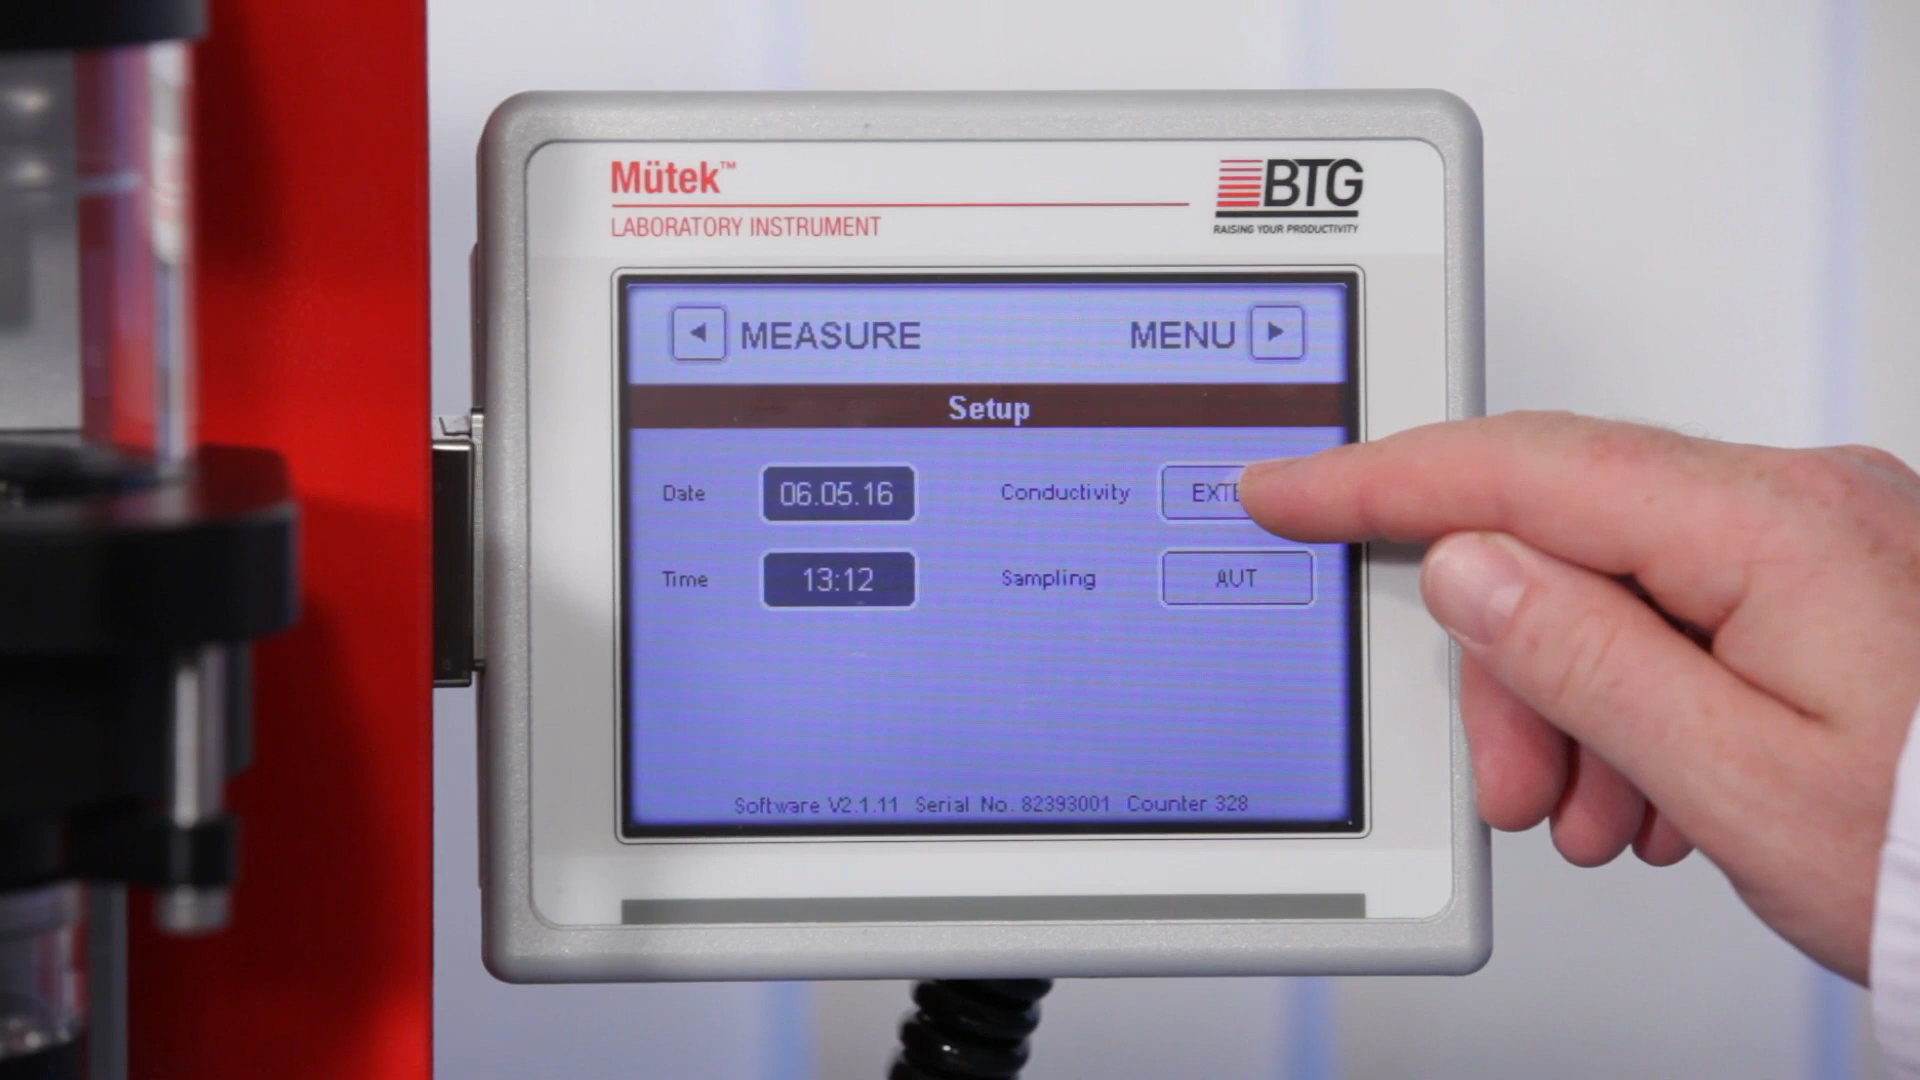 Mütek™
LABORATORY INSTRUMENT
BTG
RAISING YOUR PRODUCTIVITY
MEASURE MENU
Setup
Date 06.05.16 Conductivity
Time 13:12 Sampling AUT
Software V2.1.11 Serial No. 82393001 Counter 328